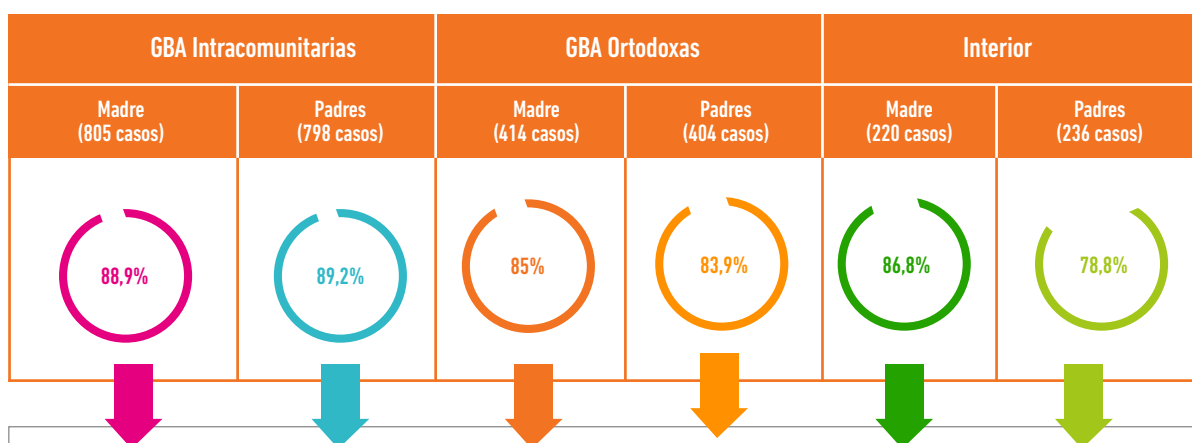 GBA Intracomunitarias
GBA Ortodoxas
Interior
Madre
(805 casos)
Padres
(798 casos)
Madre
(414 casos)
Padres
(404 casos)
Madre
(220 casos)
Padres
(236 casos)
88,9%
89,2%
85%
83,9%
86,8%
78,8%